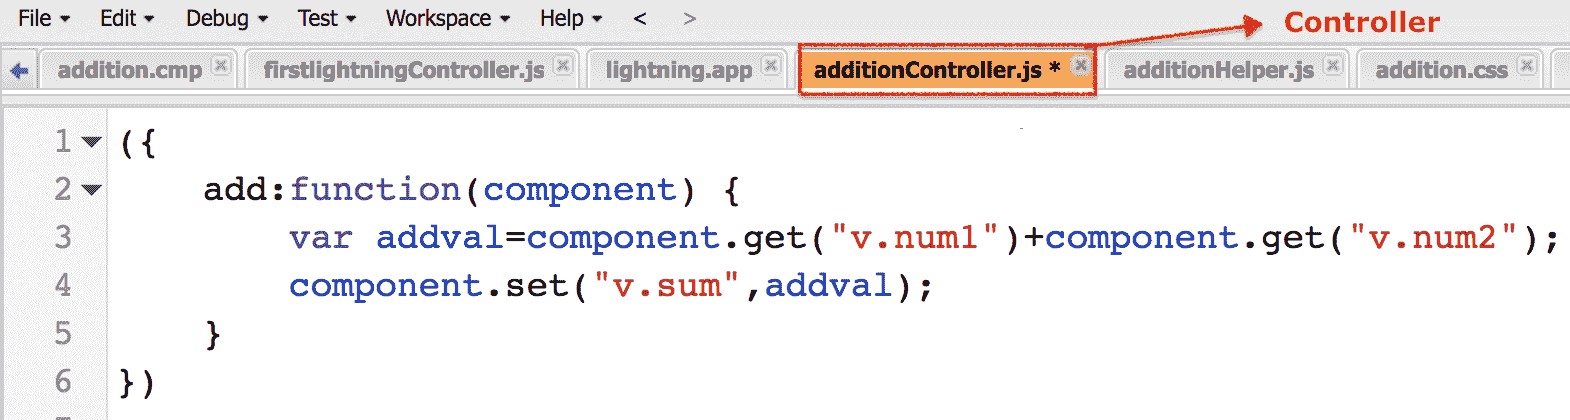 File Edit Debug Test Workspace Help < >
Controller
addition.cmp firstlightningController.js lightning.app additionController.js * additionHelper.js addition.css
1 ({
2 add:function(component) {
3 var addval=component.get("v.num1")+component.get("v.num2");
4 component.set("v.sum",addval);
5 }
6 })